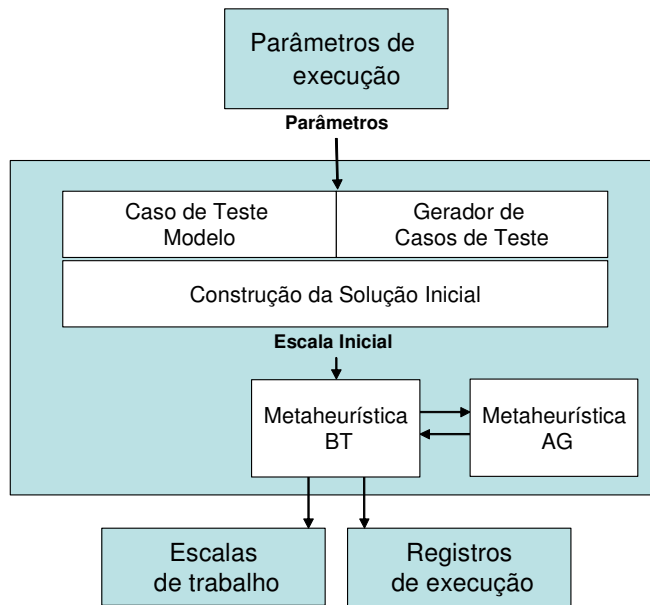 Parâmetros de
execução
Parâmetros
Caso de Teste
Modelo
Gerador de
Casos de Teste
Construção da Solução Inicial
Escala Inicial
Metaheurística
BT
Metaheurística
AG
Escalas
de trabalho
Registros
de execução